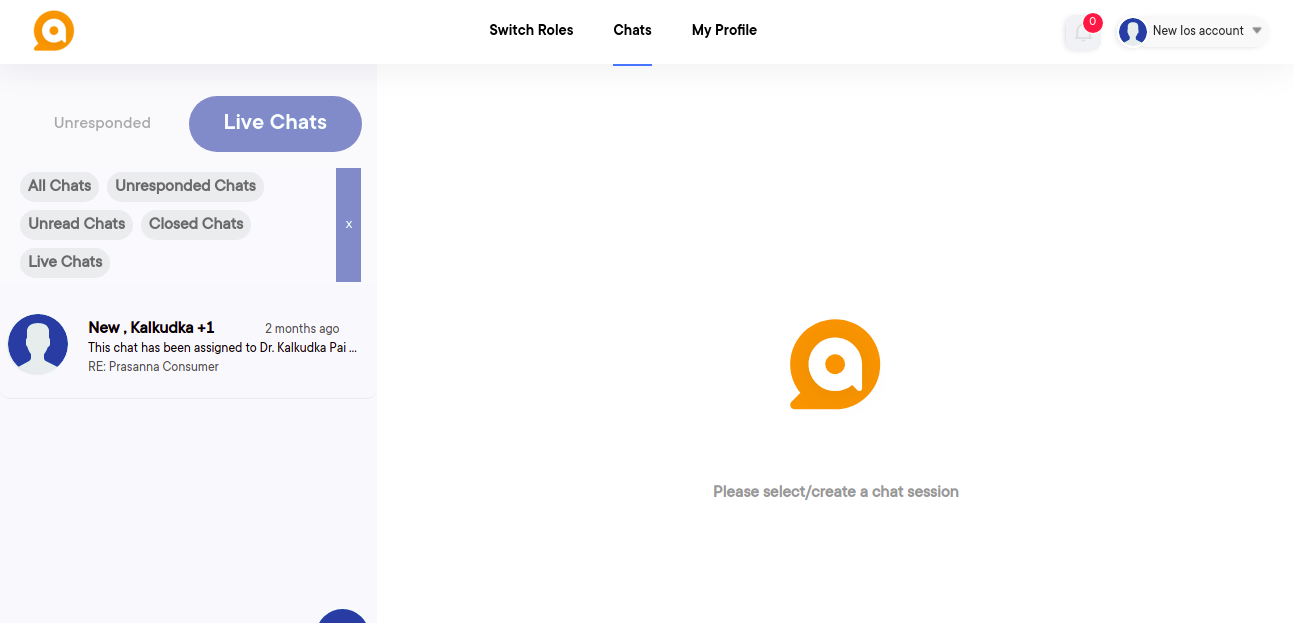 Switch Roles Chats My Profile
0
New Ios account
Unresponded Live Chats
All Chats Unresponded Chats
Unread Chats Closed Chats
x
Live Chats
New , Kalkudka +1 2 months ago
This chat has been assigned to Dr. Kalkudka Pai ...
RE: Prasanna Consumer
Please select/create a chat session